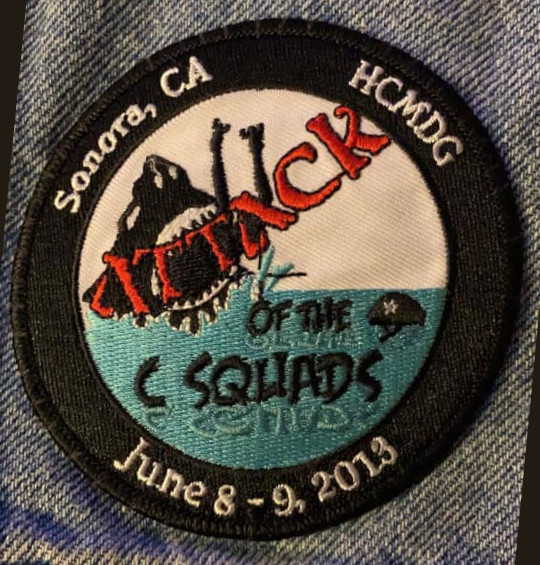 Sonora, CA
HCMDG
ATTACK
OF THE
C SQUADS
June 8 - 9, 2013